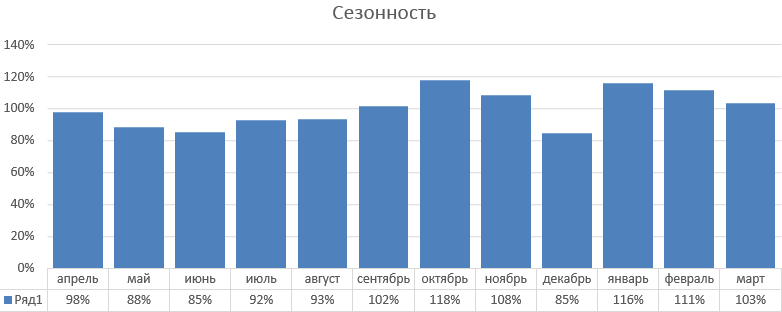 Сезонность
140%
120%
100%
80%
60%
40%
20%
0%
апрель май июнь июль август сентябрь октябрь ноябрь декабрь январь февраль март
Ряд1 98% 88% 85% 92% 93% 102% 118% 108% 85% 116% 111% 103%